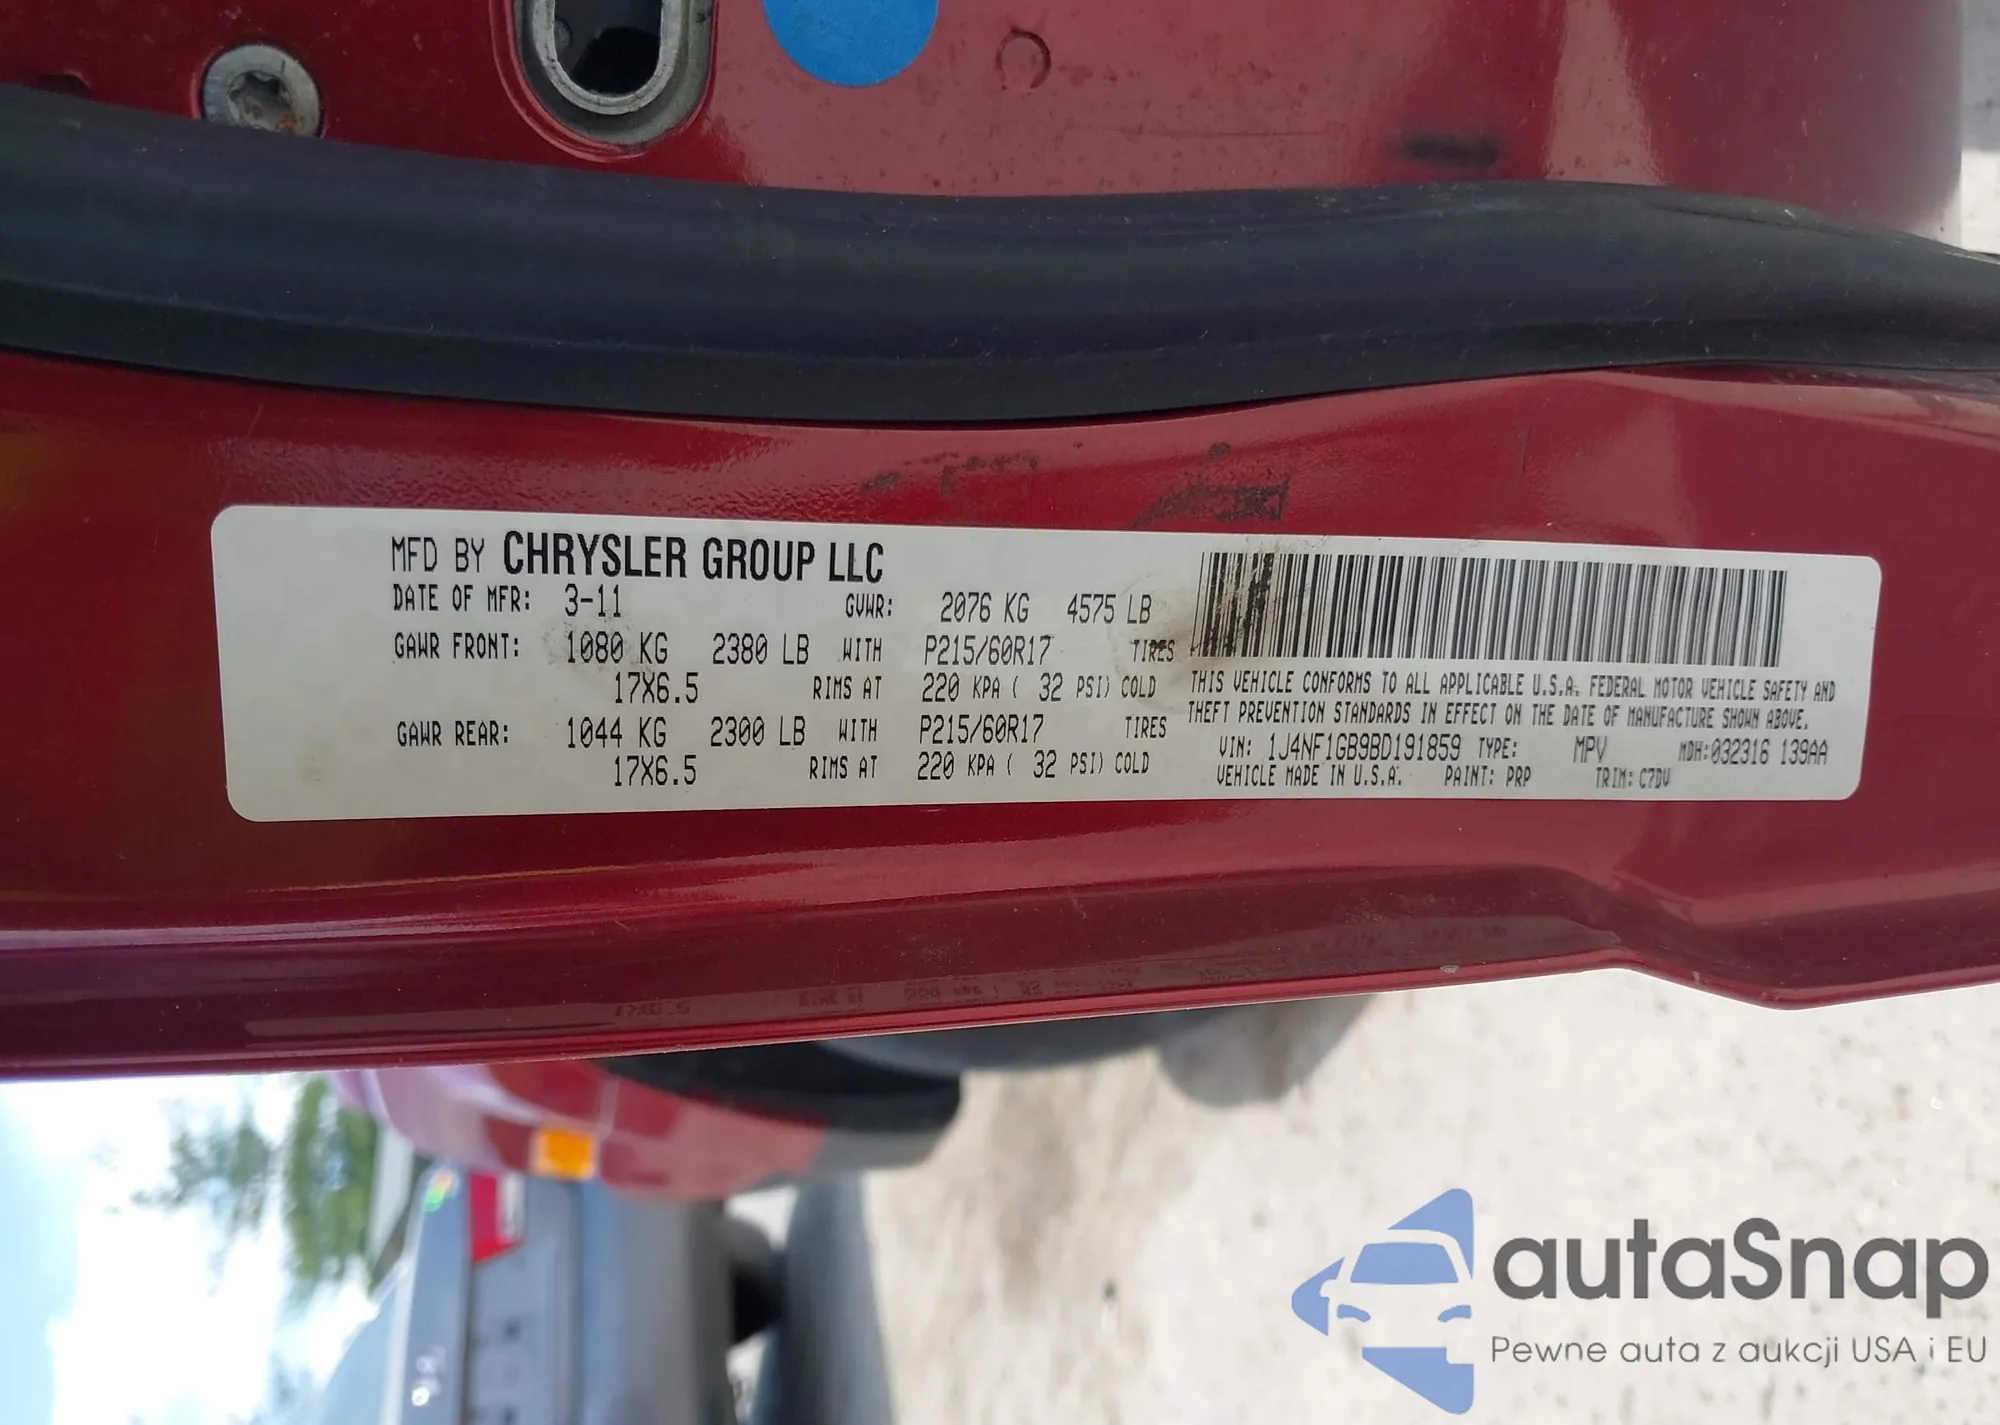 MFD BY CHRYSLER GROUP LLC
DATE OF MFR: 3-11 GVWR: 2076 KG 4575 LB
GAWR FRONT: 1080 KG 2380 LB WITH P215/60R17 TIRES
17X6.5 RIMS AT 220 KPA ( 32 PSI) COLD
GAWR REAR: 1044 KG 2300 LB WITH P215/60R17 TIRES
17X6.5 RIMS AT 220 KPA ( 32 PSI) COLD
THIS VEHICLE CONFORMS TO ALL APPLICABLE U.S.A. FEDERAL MOTOR VEHICLE SAFETY AND
THEFT PREVENTION STANDARDS IN EFFECT ON THE DATE OF MANUFACTURE SHOWN ABOVE.
VIN: 1J4NF1GB9BD191859 TYPE: MPV MDH:032316 139AA
VEHICLE MADE IN U.S.A. PAINT: PRP TRIM: C7DV
autaSnap
Pewne auta z aukcji USA i EU